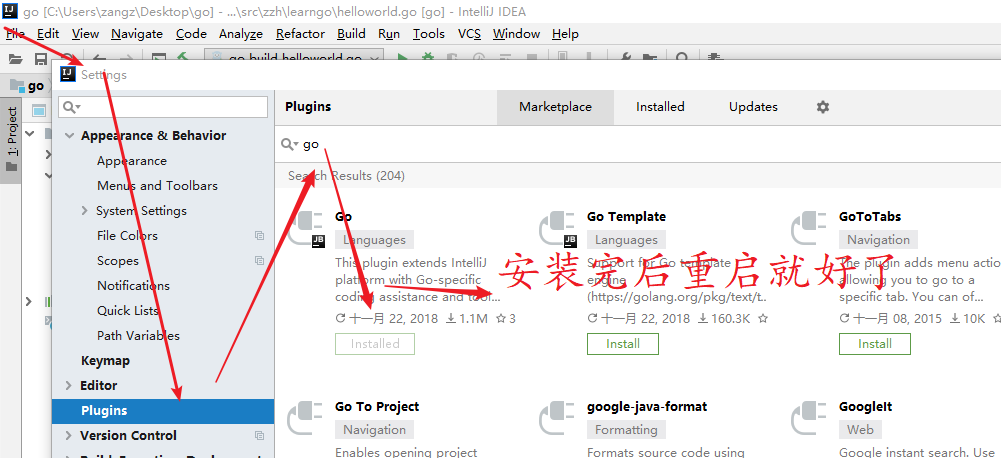 go [C:\Users\zangz\Desktop\go] - ...\src\zzh\learngo\helloworld.go [go] - IntelliJ IDEA
File Edit View Navigate Code Analyze Refactor Build Run Tools VCS Window Help
go build helloworld.go
go
Settings
1: Project
Plugins Marketplace Installed Updates
go
Search Results (204)
Appearance & Behavior
Appearance
Menus and Toolbars
System Settings
File Colors
Scopes
Notifications
Quick Lists
Path Variables
Keymap
Editor
Plugins
Version Control
Go
JB
Languages
This plugin extends IntelliJ
platform with Go-specific
coding assistance and tool...
十一月 22, 2018 1.1M 3
Installed
Go Template
JB
Languages
Support for Go template
engine
(https://golang.org/pkg/text/t...
十一月 22, 2018 160.3K
Install
GoToTabs
Navigation
The plugin adds menu actio
allowing you to go to a
specific tab. You can of...
十一月 08, 2015 10K
Install
安装完后重启就好了
Go To Project
Navigation
Enables opening project
google-java-format
Formatting
Formats source code using
GoogleIt
Web
Google instant search. Use